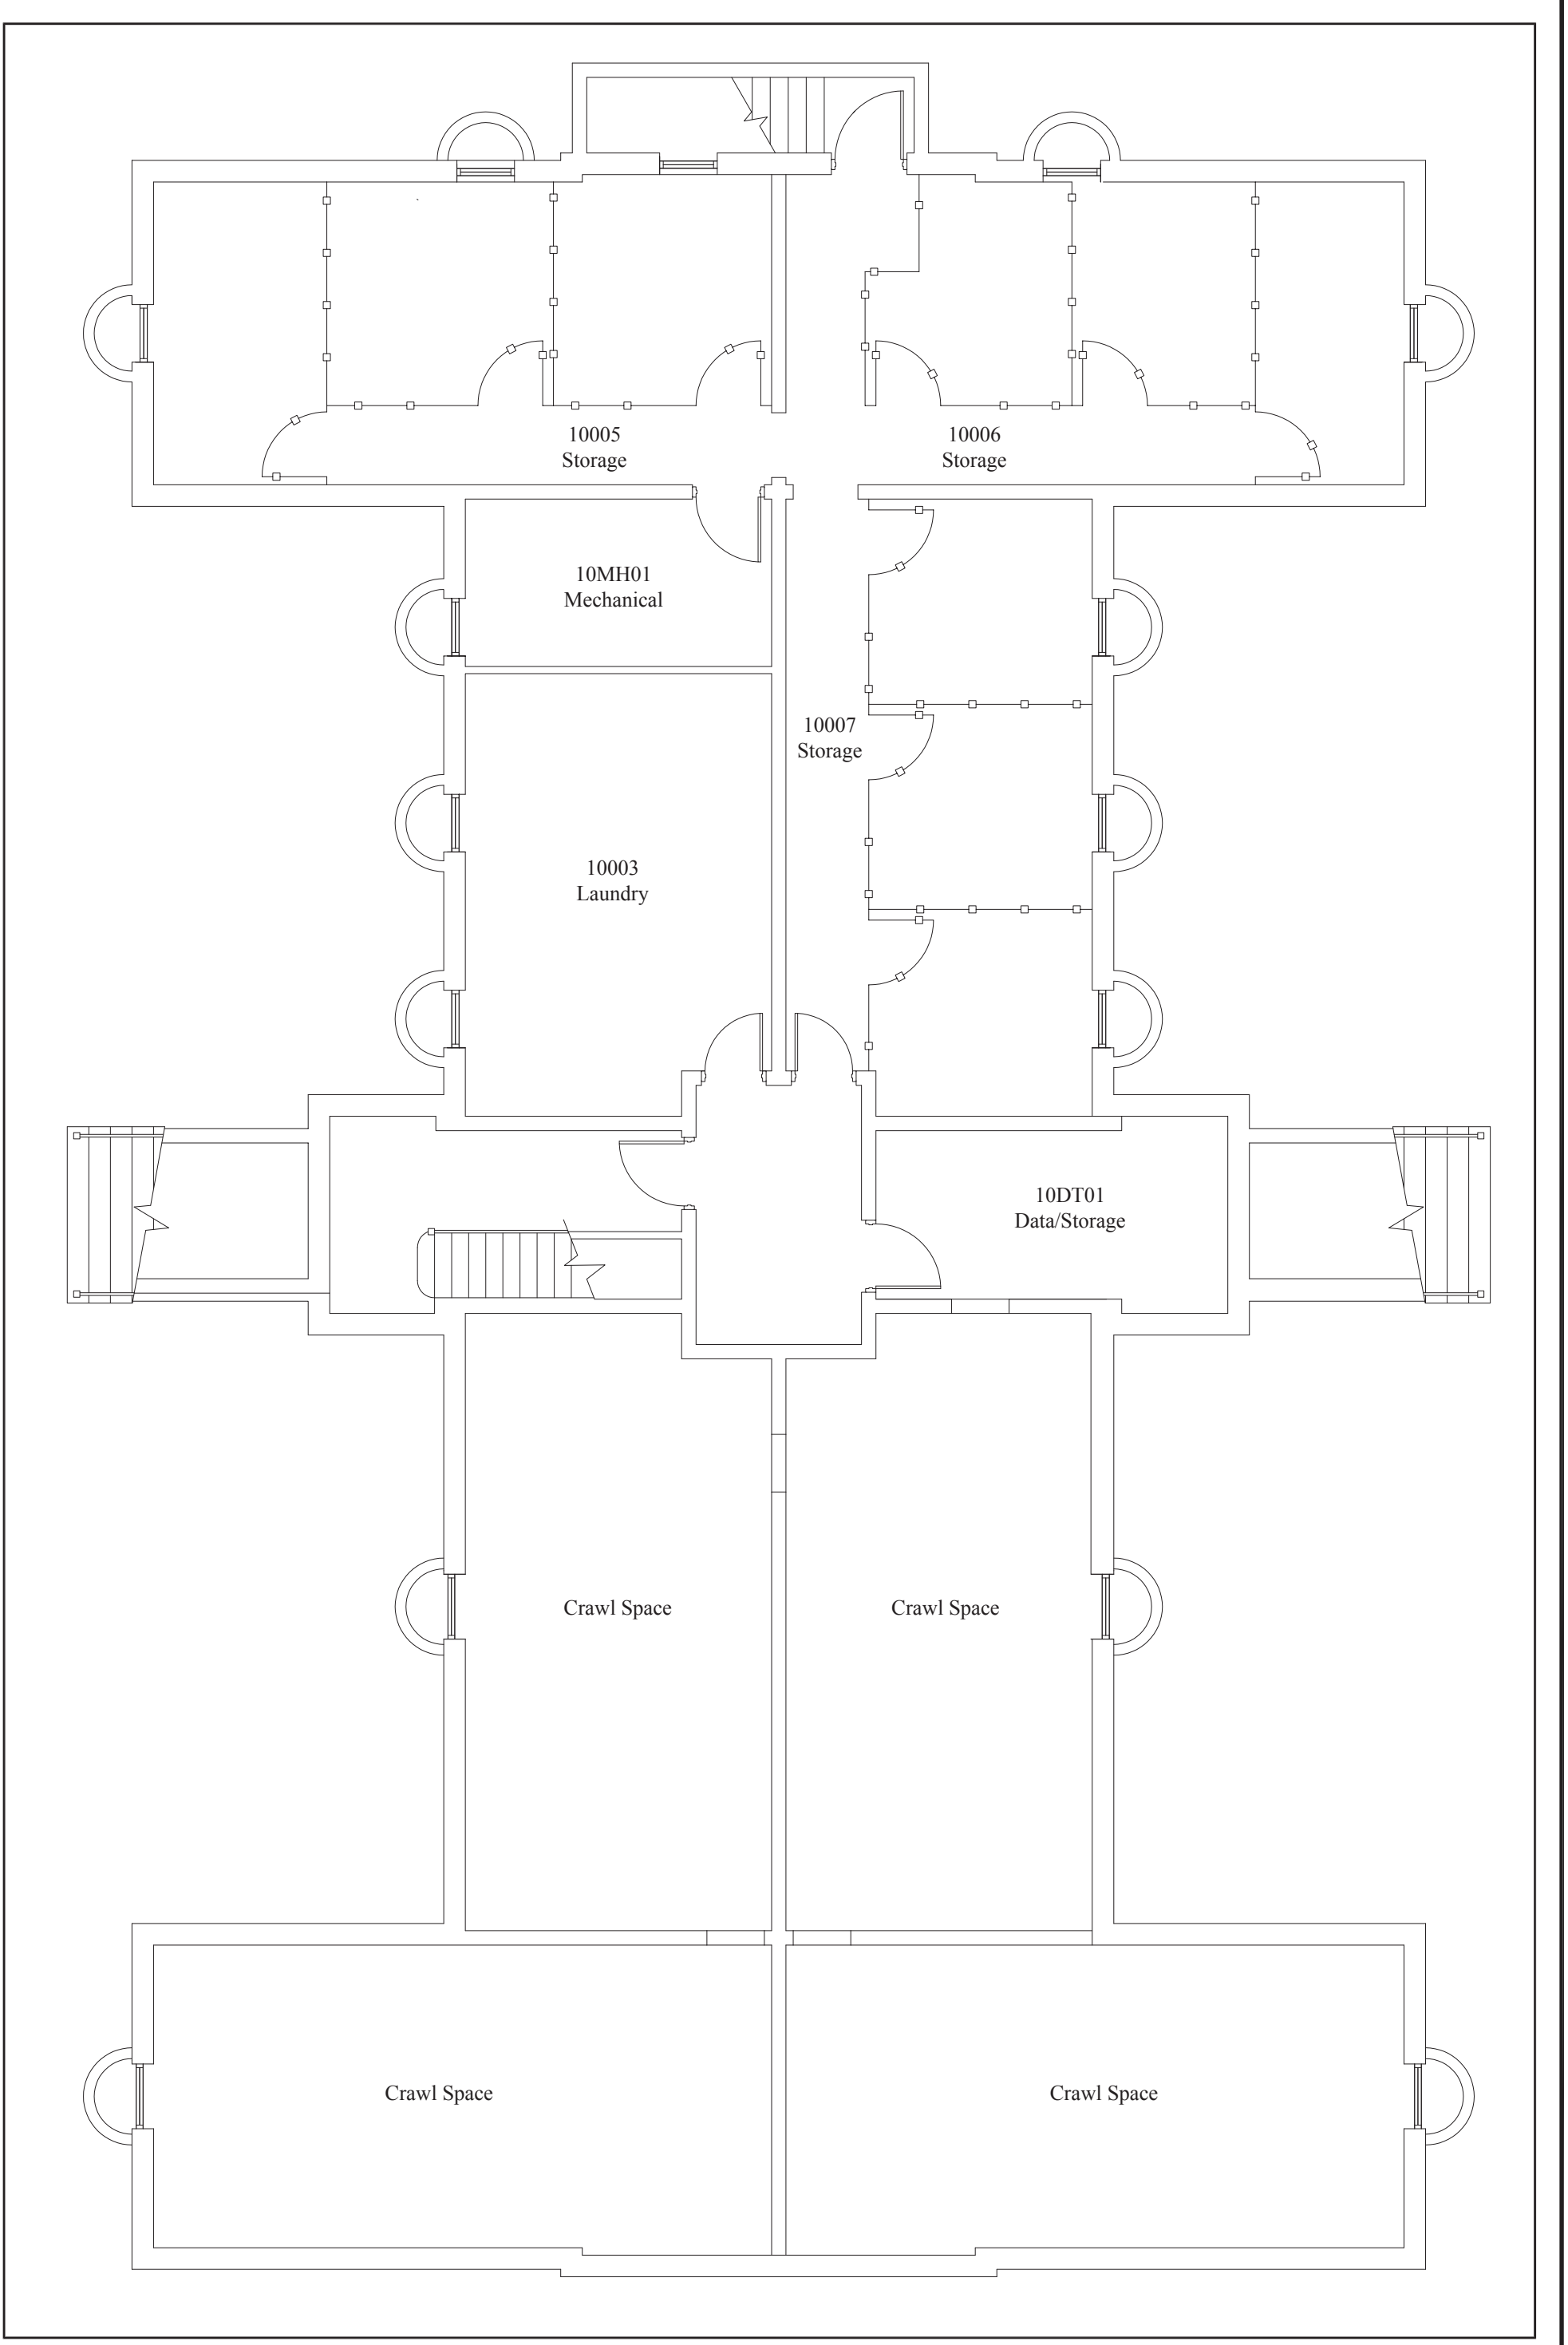 10005
Storage
10006
Storage
10MH01
Mechanical
10007
Storage
10003
Laundry
10DT01
Data/Storage
Crawl Space
Crawl Space
Crawl Space
Crawl Space